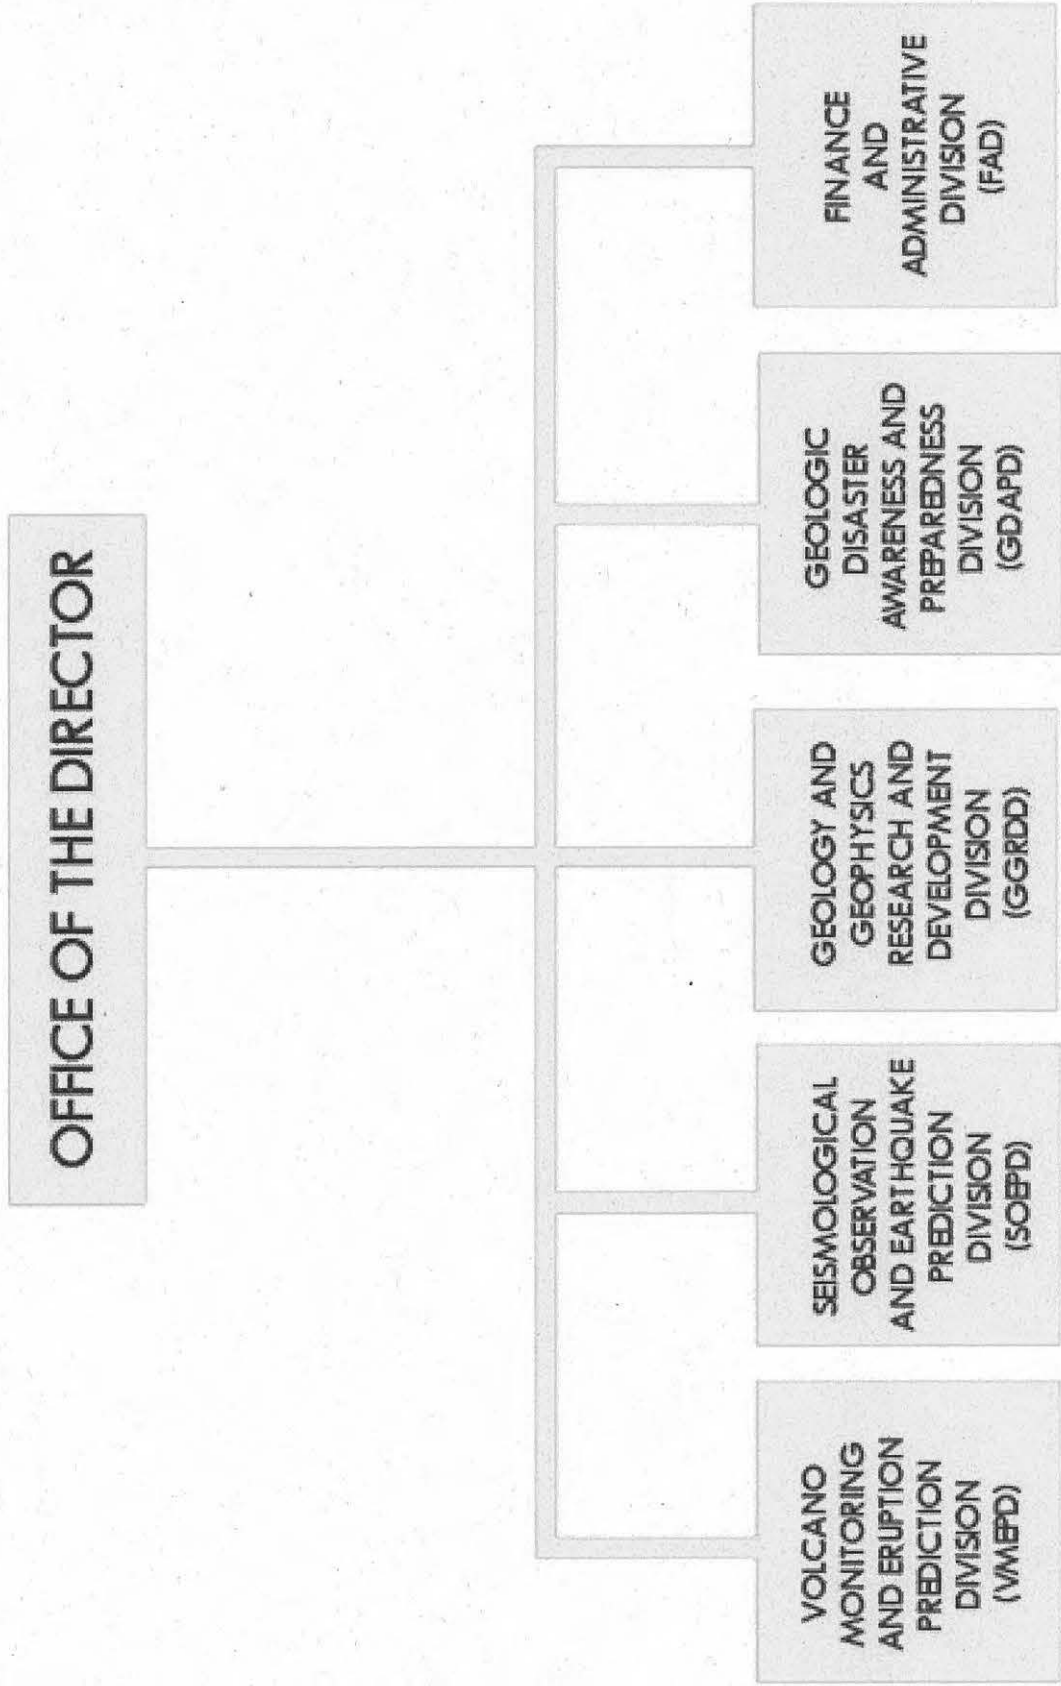 OFFICE OF THE DIRECTOR
VOLCANO
MONITORING
AND ERUPTION
PREDICTION
DIVISION
(VMEPD)
SEISMOLOGICAL
OBSERVATION
AND EARTHQUAKE
PREDICTION
DIVISION
(SOEPD)
GEOLOGY AND
GEOPHYSICS
RESEARCH AND
DEVELOPMENT
DIVISION
(GGRDD)
GEOLOGIC
DISASTER
AWARENESS AND
PREPAREDNESS
DIVISION
(GDAPD)
FINANCE
AND
ADMINISTRATIVE
DIVISION
(FAD)